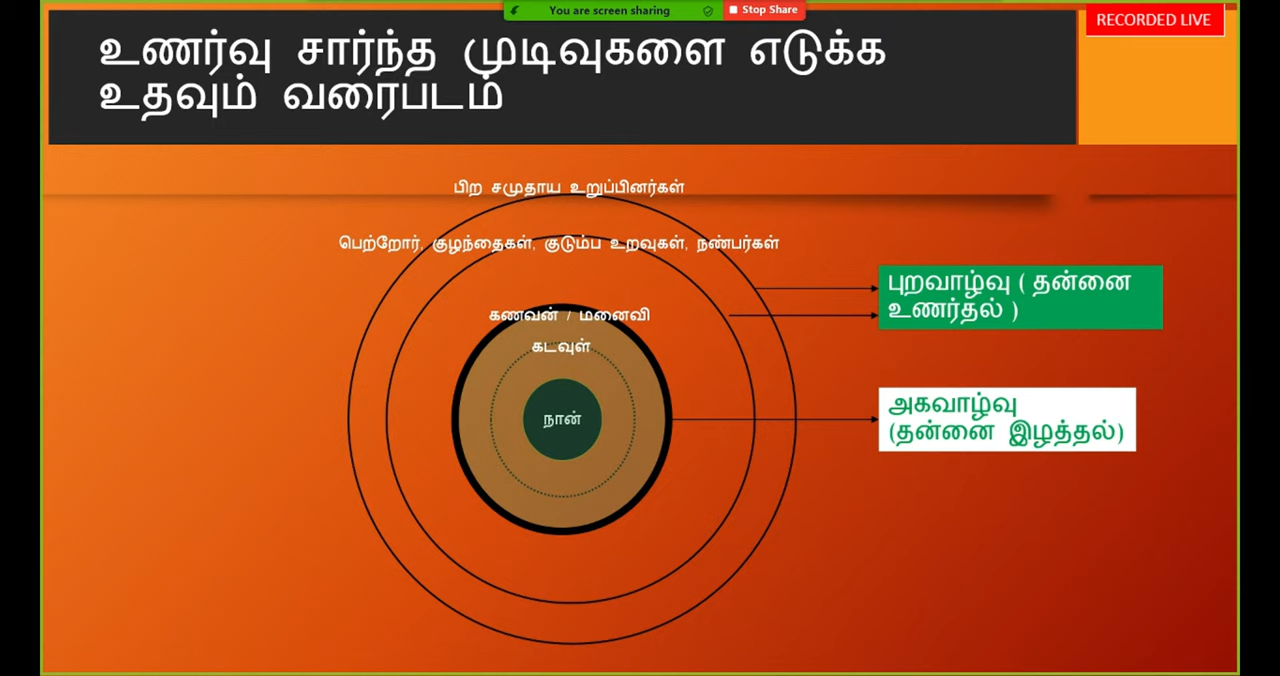 You are screen sharing
Stop Share
RECORDED LIVE
உணர்வு சார்ந்த முடிவுகளை எடுக்க
உதவும் வரைபடம்
பிற சமுதாய உறுப்பினர்கள்
பெற்றோர், குழந்தைகள், குடும்ப உறவுகள், நண்பர்கள்
புறவாழ்வு ( தன்னை
உணர்தல் )
கணவன் / மனைவி
கடவுள்
நான்
அகவாழ்வு
(தன்னை இழத்தல்)